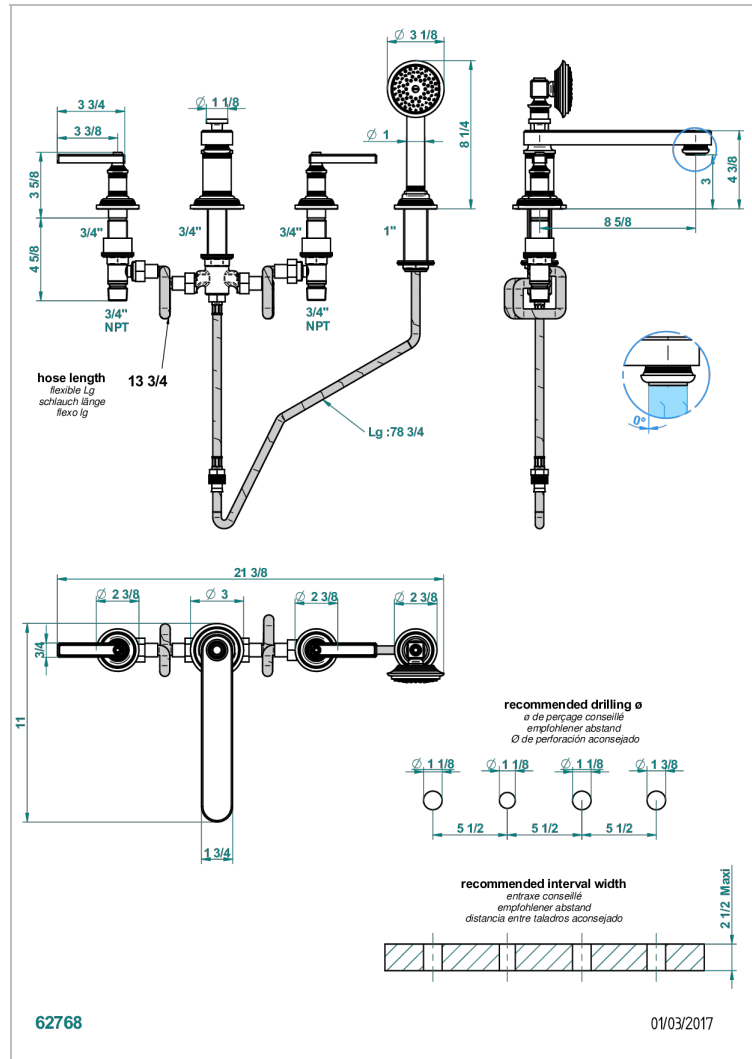 Ø 3 1/8
3 3/4
3 3/8
Ø 1 1/8
Ø 1
8 1/4
3 5/8
4 5/8
3/4"
3/4"
3/4"
1"
3
4 3/8
8 5/8
3/4"
NPT
3/4"
NPT
hose length
flexible Lg
schlauch länge
flexo lg
13 3/4
Lg :78 3/4
0°
21 3/8
Ø 2 3/8
Ø 3
Ø 2 3/8
Ø 2 3/8
3/4
11
1 3/4
recommended drilling ø
ø de perçage conseillé
empfohlener abstand
Ø de perforación aconsejado
Ø 1 1/8
Ø 1 1/8
Ø 1 1/8
Ø 1 3/8
5 1/2
5 1/2
5 1/2
recommended interval width
entraxe conseillé
empfohlener abstand
distancia entre taladros aconsejado
2 1/2 Maxi
62768
01/03/2017